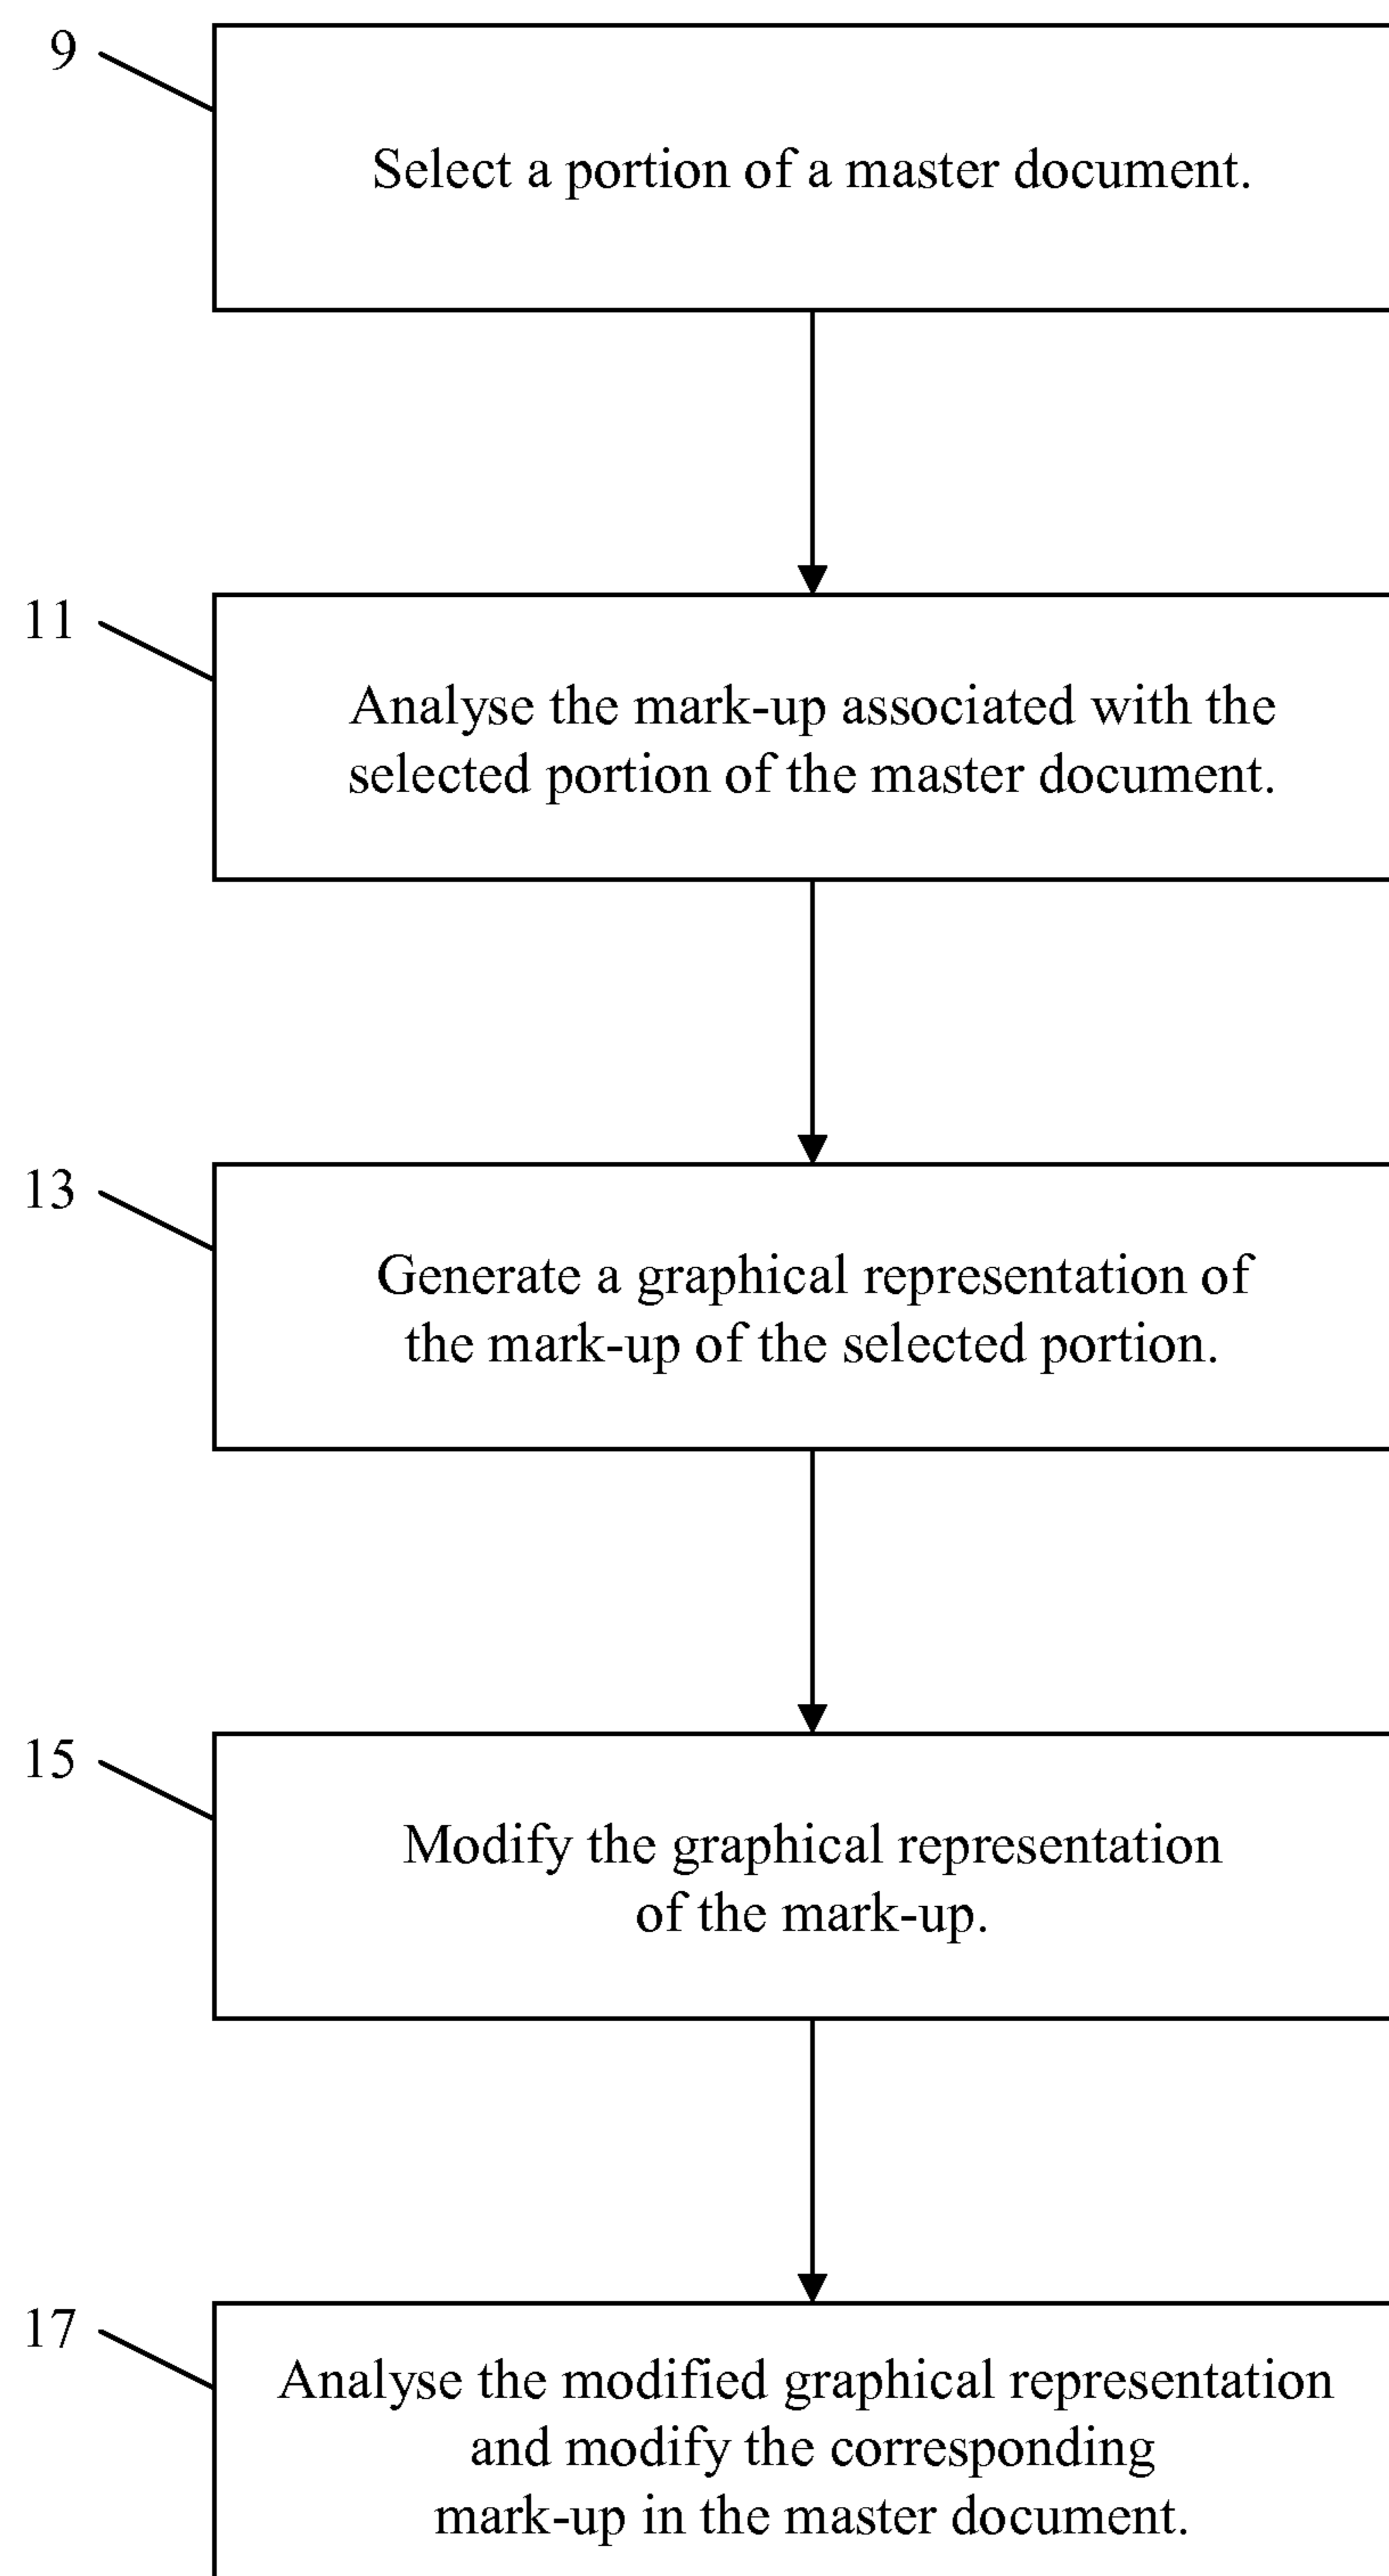 9
Select a portion of a master document.
11
Analyse the mark-up associated with the
selected portion of the master document.
13
Generate a graphical representation of
the mark-up of the selected portion.
15
Modify the graphical representation
of the mark-up.
17
Analyse the modified graphical representation
and modify the corresponding
mark-up in the master document.